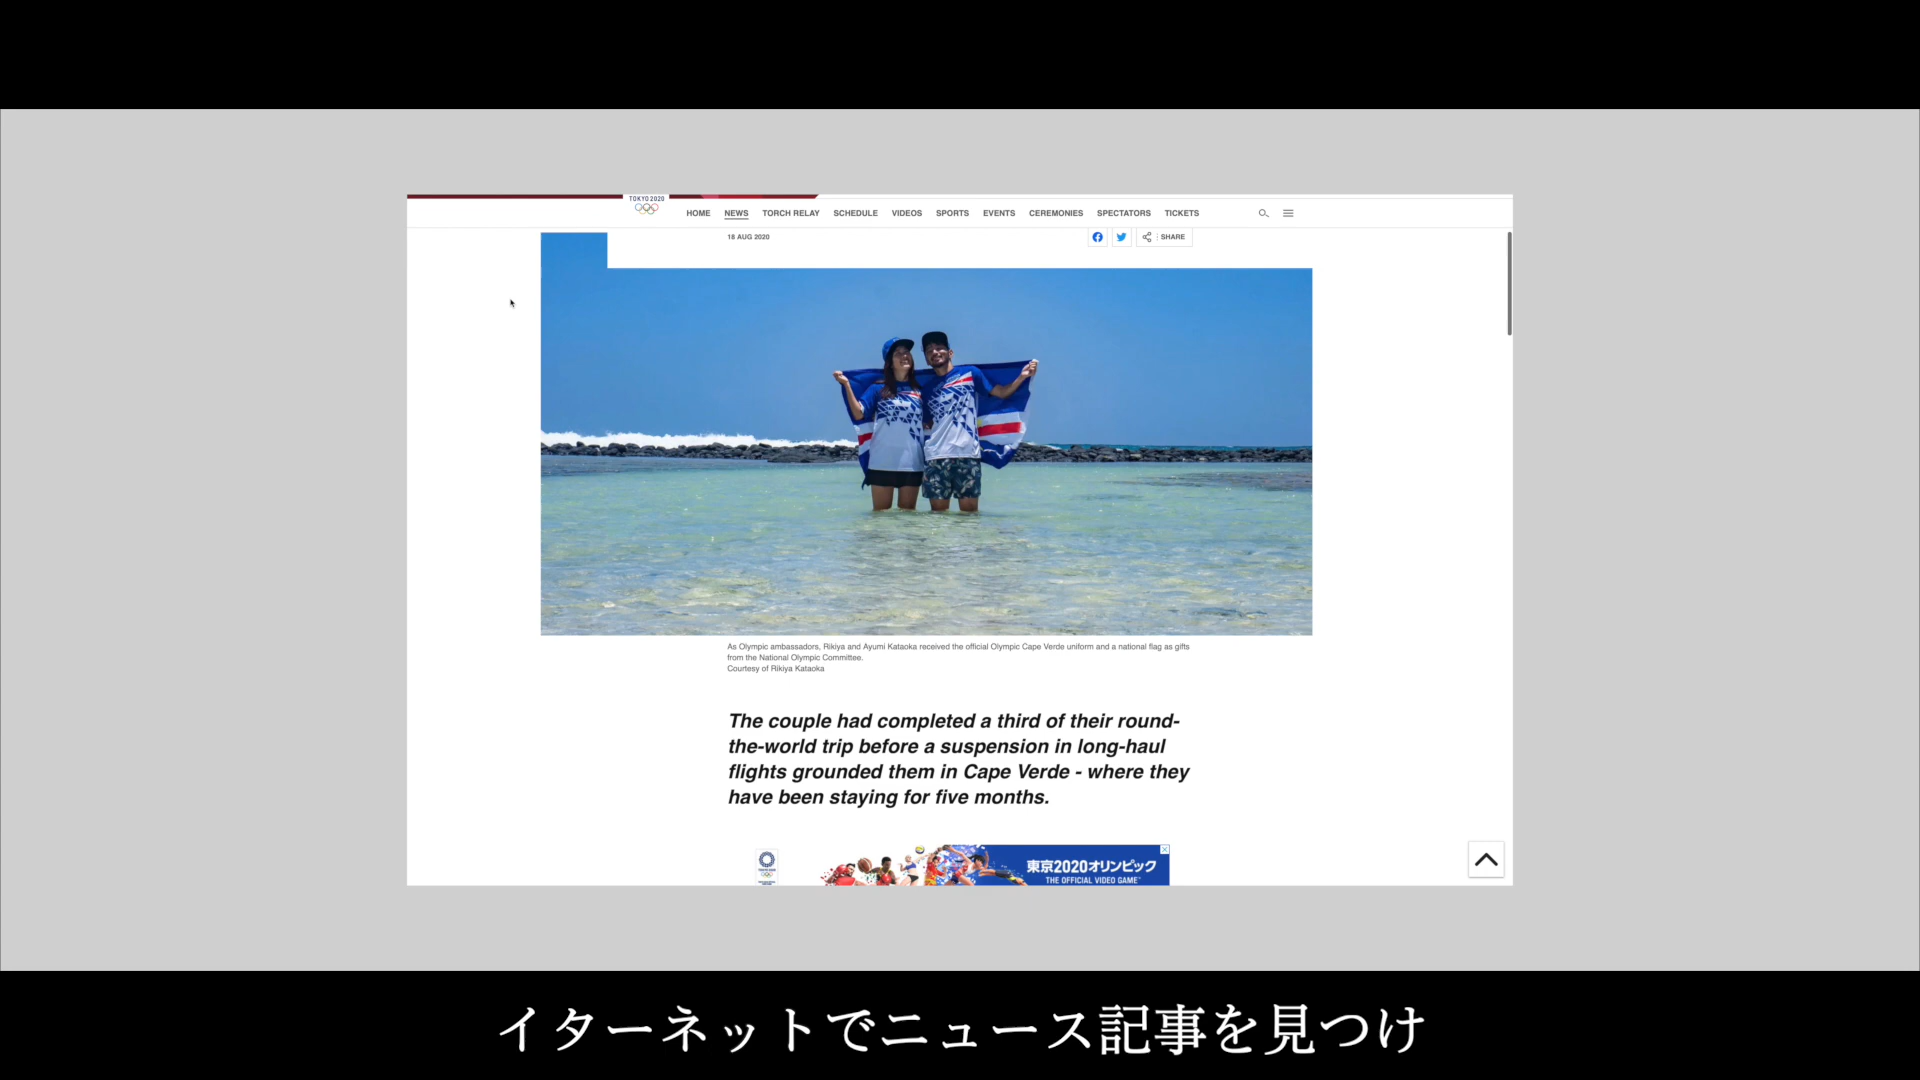 TOKYO 2020
HOME NEWS TORCH RELAY SCHEDULE VIDEOS SPORTS EVENTS CEREMONIES SPECTATORS TICKETS
18 AUG 2020
SHARE
As Olympic ambassadors, Rikiya and Ayumi Kataoka received the official Olympic Cape Verde uniform and a national flag as gifts
from the National Olympic Committee.
Courtesy of Rikiya Kataoka
The couple had completed a third of their round-
the-world trip before a suspension in long-haul
flights grounded them in Cape Verde - where they
have been staying for five months.
東京2020オリンピック
THE OFFICIAL VIDEO GAME™
イターネットでニュース記事を見つけ